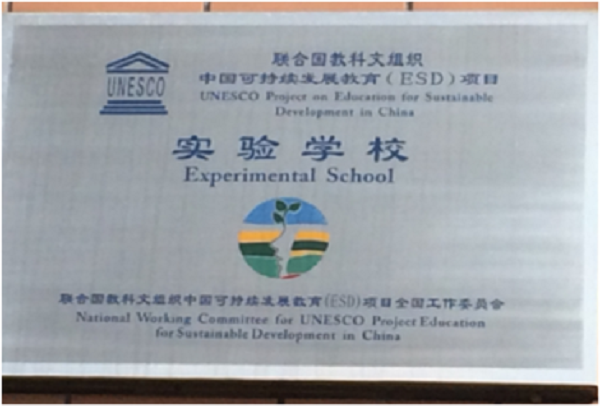 UNESCO
联合国教科文组织
中国可持续发展教育(ESD)项目
UNESCO Project on Education for Sustainable
Development in China
实验学校
Experimental School
联合国教科文组织中国可持续发展教育(ESD)项目全国工作委员会
National Working Committee for UNESCO Project Education
for Sustainable Development in China